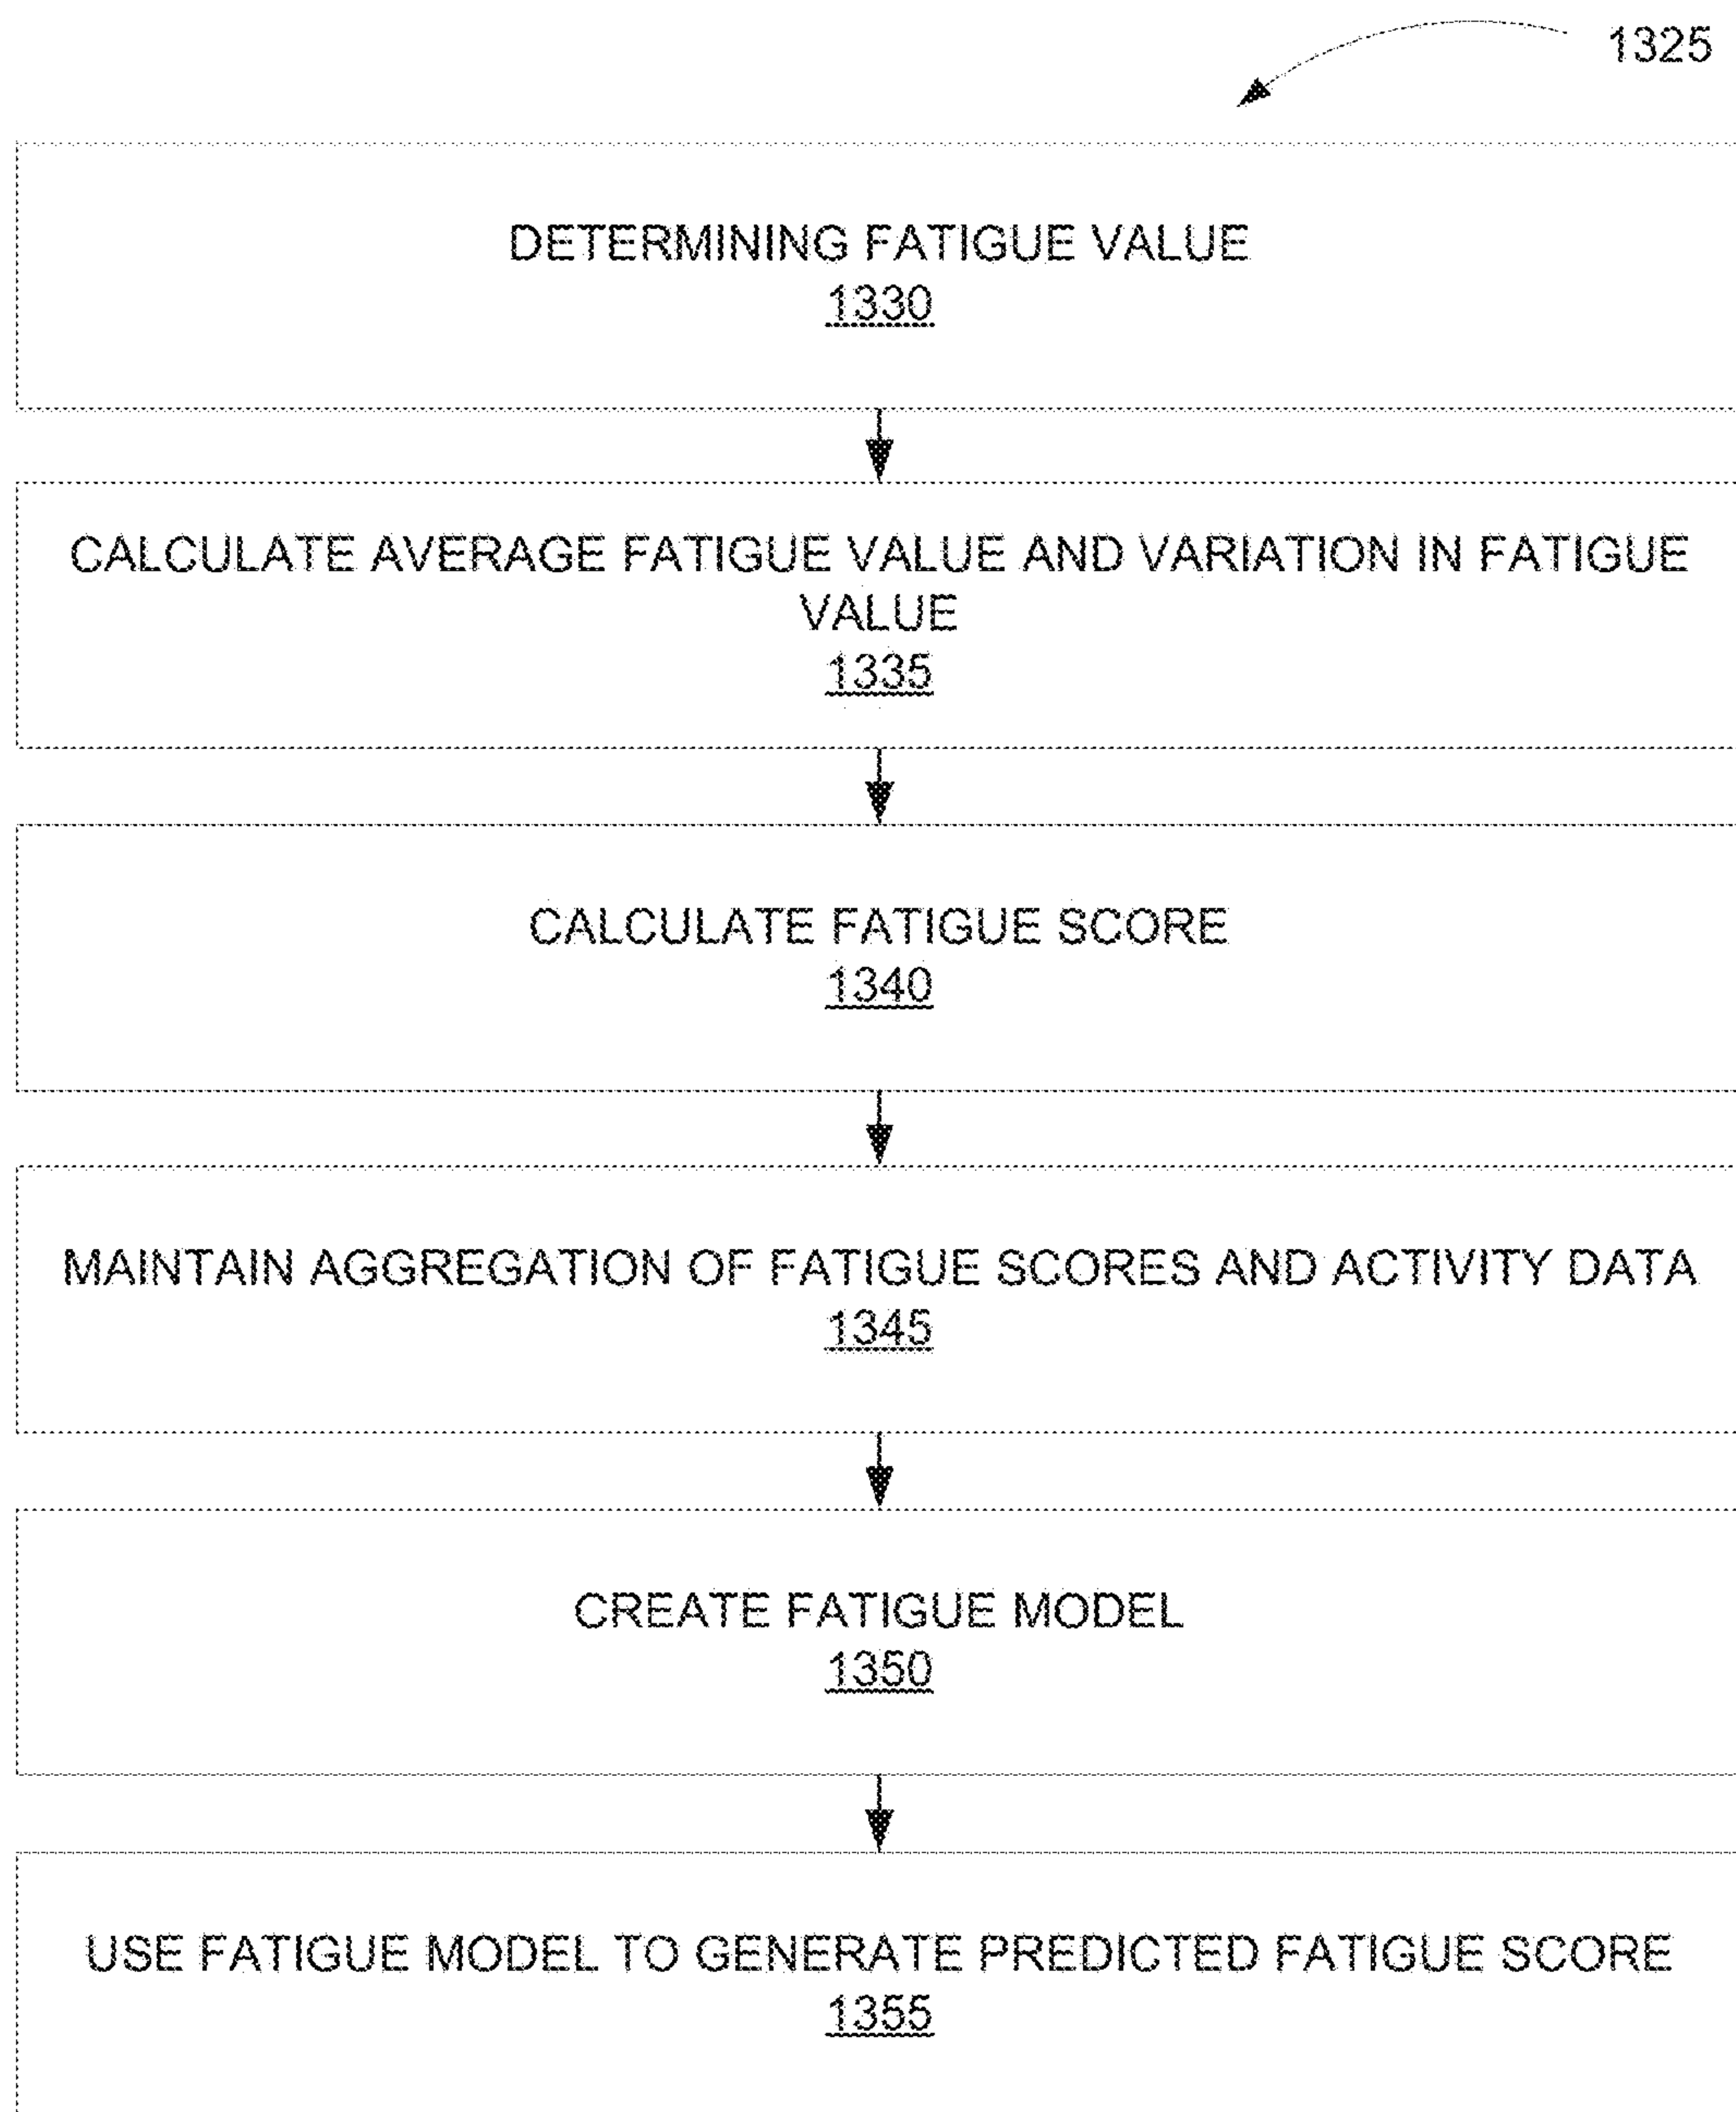 1325
DETERMINING FATIGUE VALUE
1330
CALCULATE AVERAGE FATIGUE VALUE AND VARIATION IN FATIGUE
VALUE
1335
CALCULATE FATIGUE SCORE
1340
MAINTAIN AGGREGATION OF FATIGUE SCORES AND ACTIVITY DATA
1345
CREATE FATIGUE MODEL
1350
USE FATIGUE MODEL TO GENERATE PREDICTED FATIGUE SCORE
1355